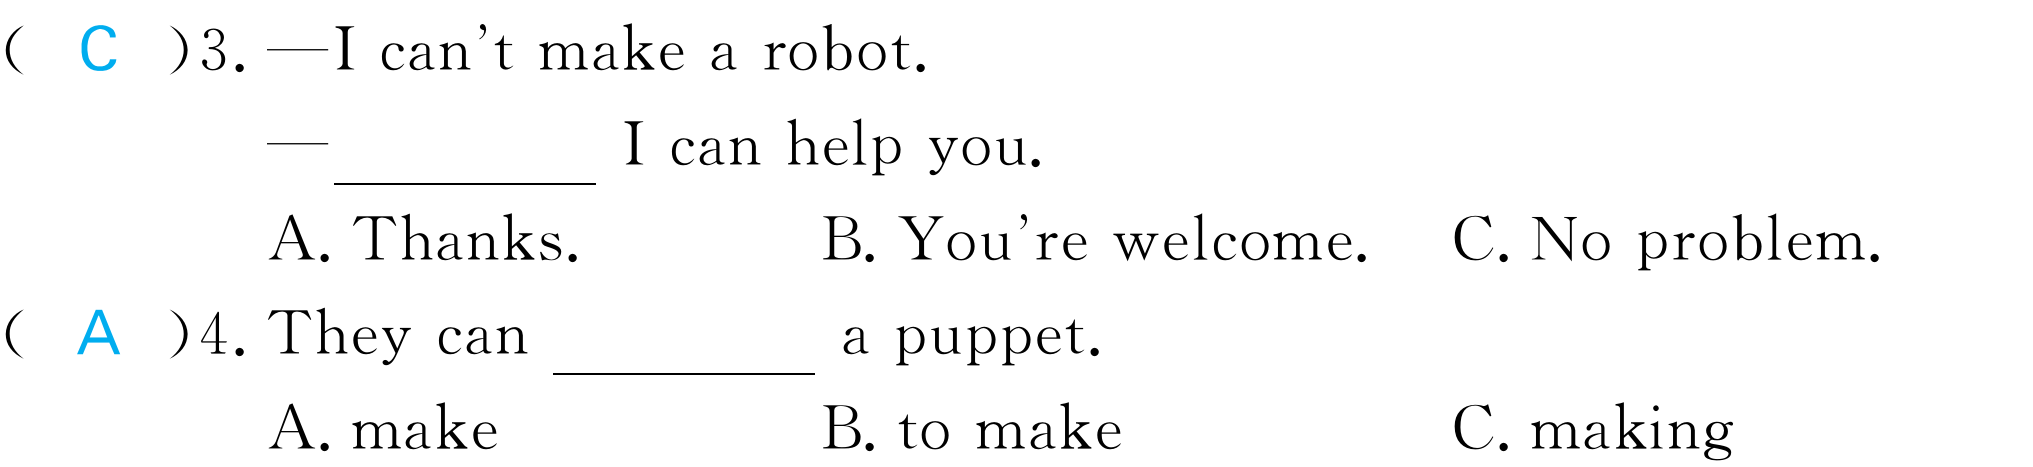 ( C )3. —I can't make a robot.
—________ I can help you.
A. Thanks. B. You're welcome. C. No problem.
( A )4. They can ________ a puppet.
A. make B. to make C. making